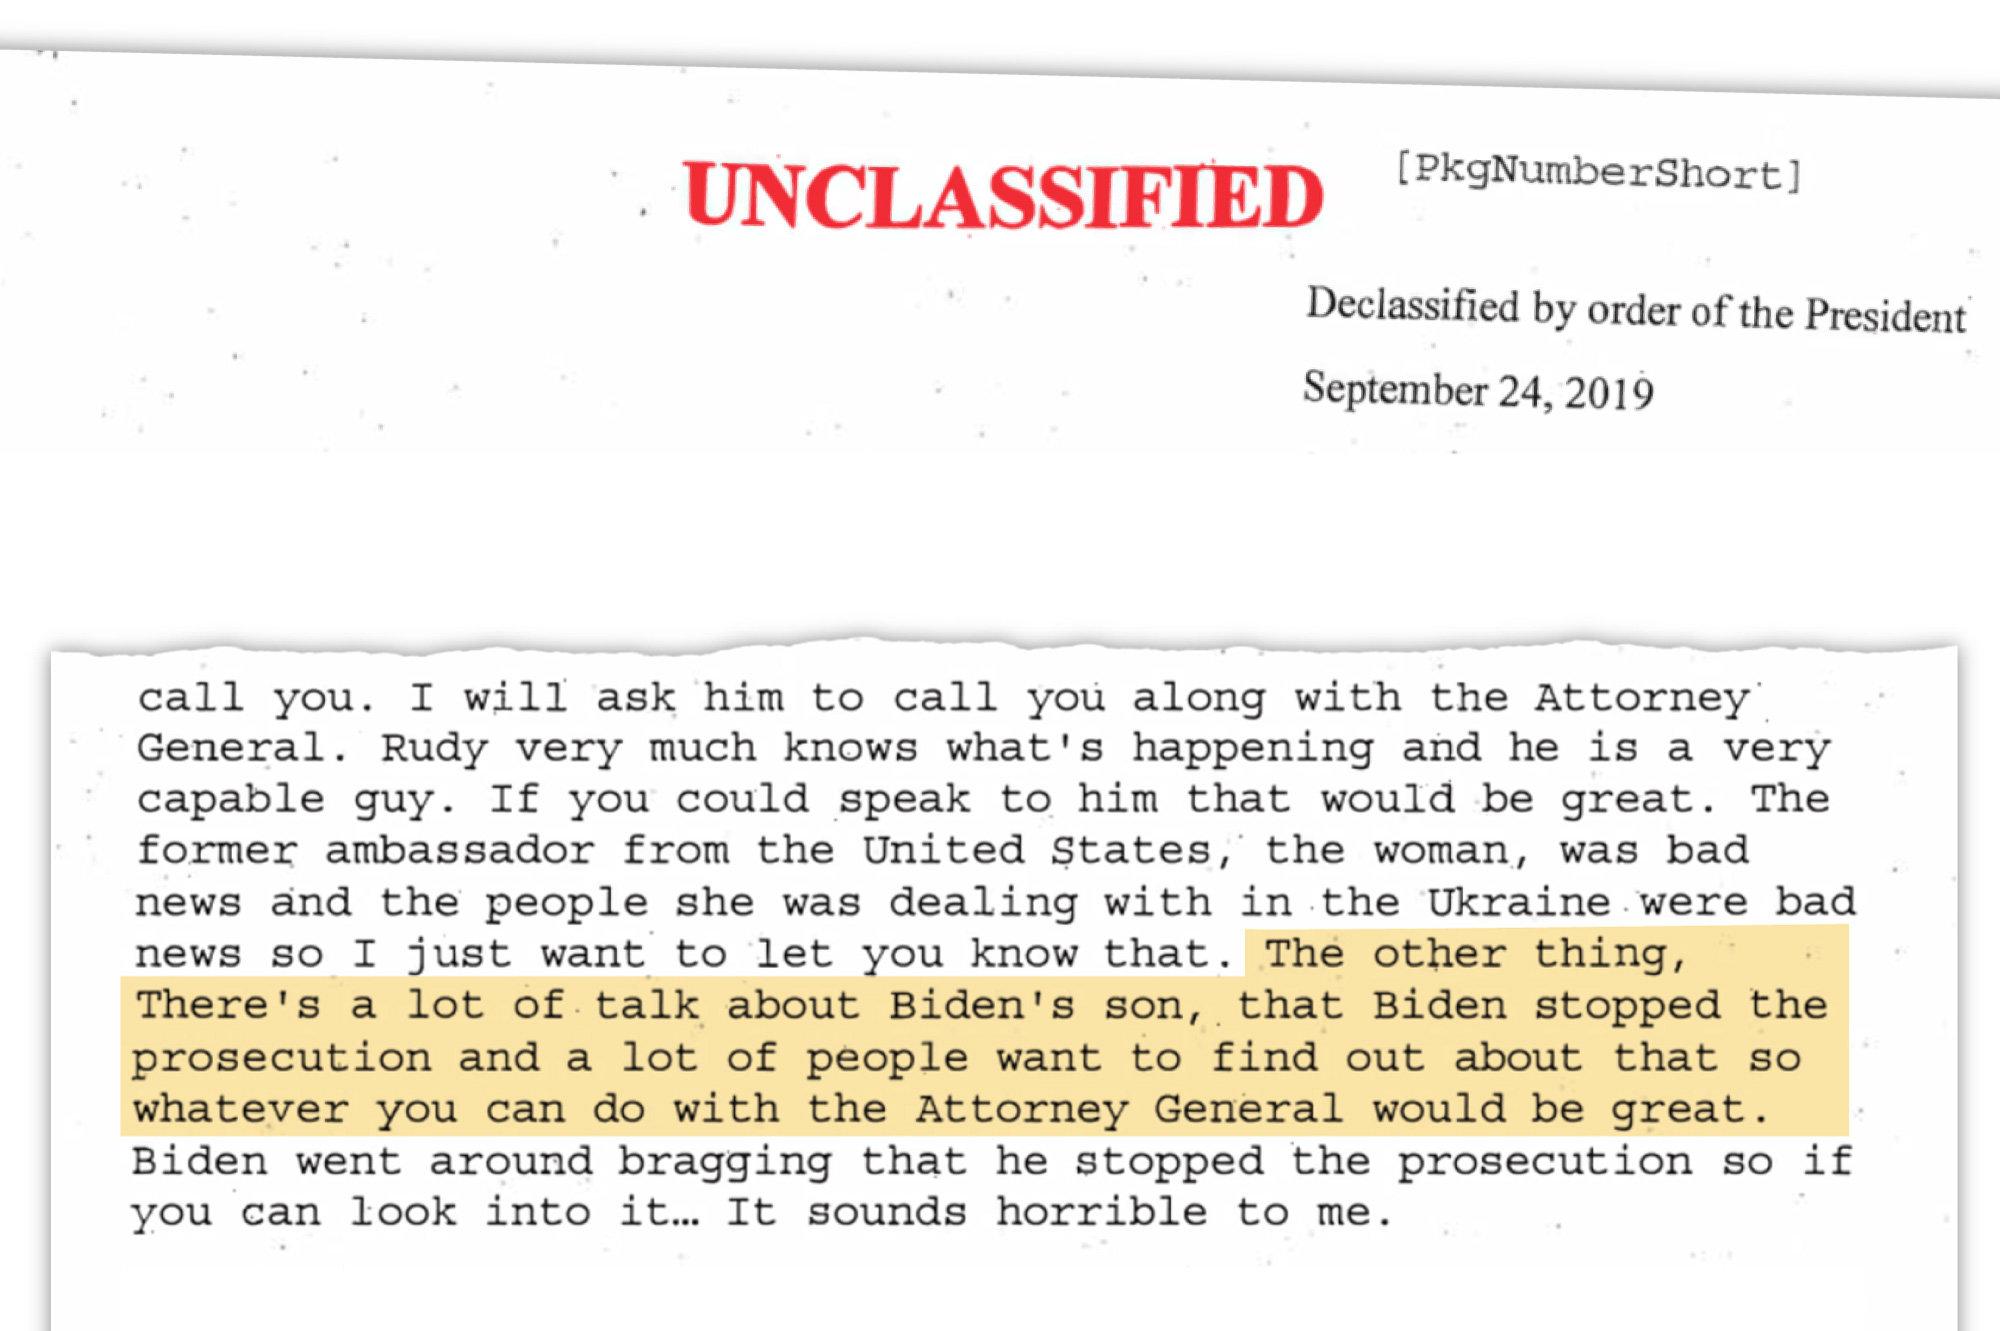 UNCLASSIFIED
[PkgNumberShort]
Declassified by order of the President
September 24, 2019
call you. I will ask him to call you along with the Attorney
General. Rudy very much knows what's happening and he is a very
capable guy. If you could speak to him that would be great. The
former ambassador from the United States, the woman, was bad
news and the people she was dealing with in the Ukraine were bad
news so I just want to let you know that. The other thing,
There's a lot of talk about Biden's son, that Biden stopped the
prosecution and a lot of people want to find out about that so
whatever you can do with the Attorney General would be great.
Biden went around bragging that he stopped the prosecution so if
you can look into it… It sounds horrible to me.